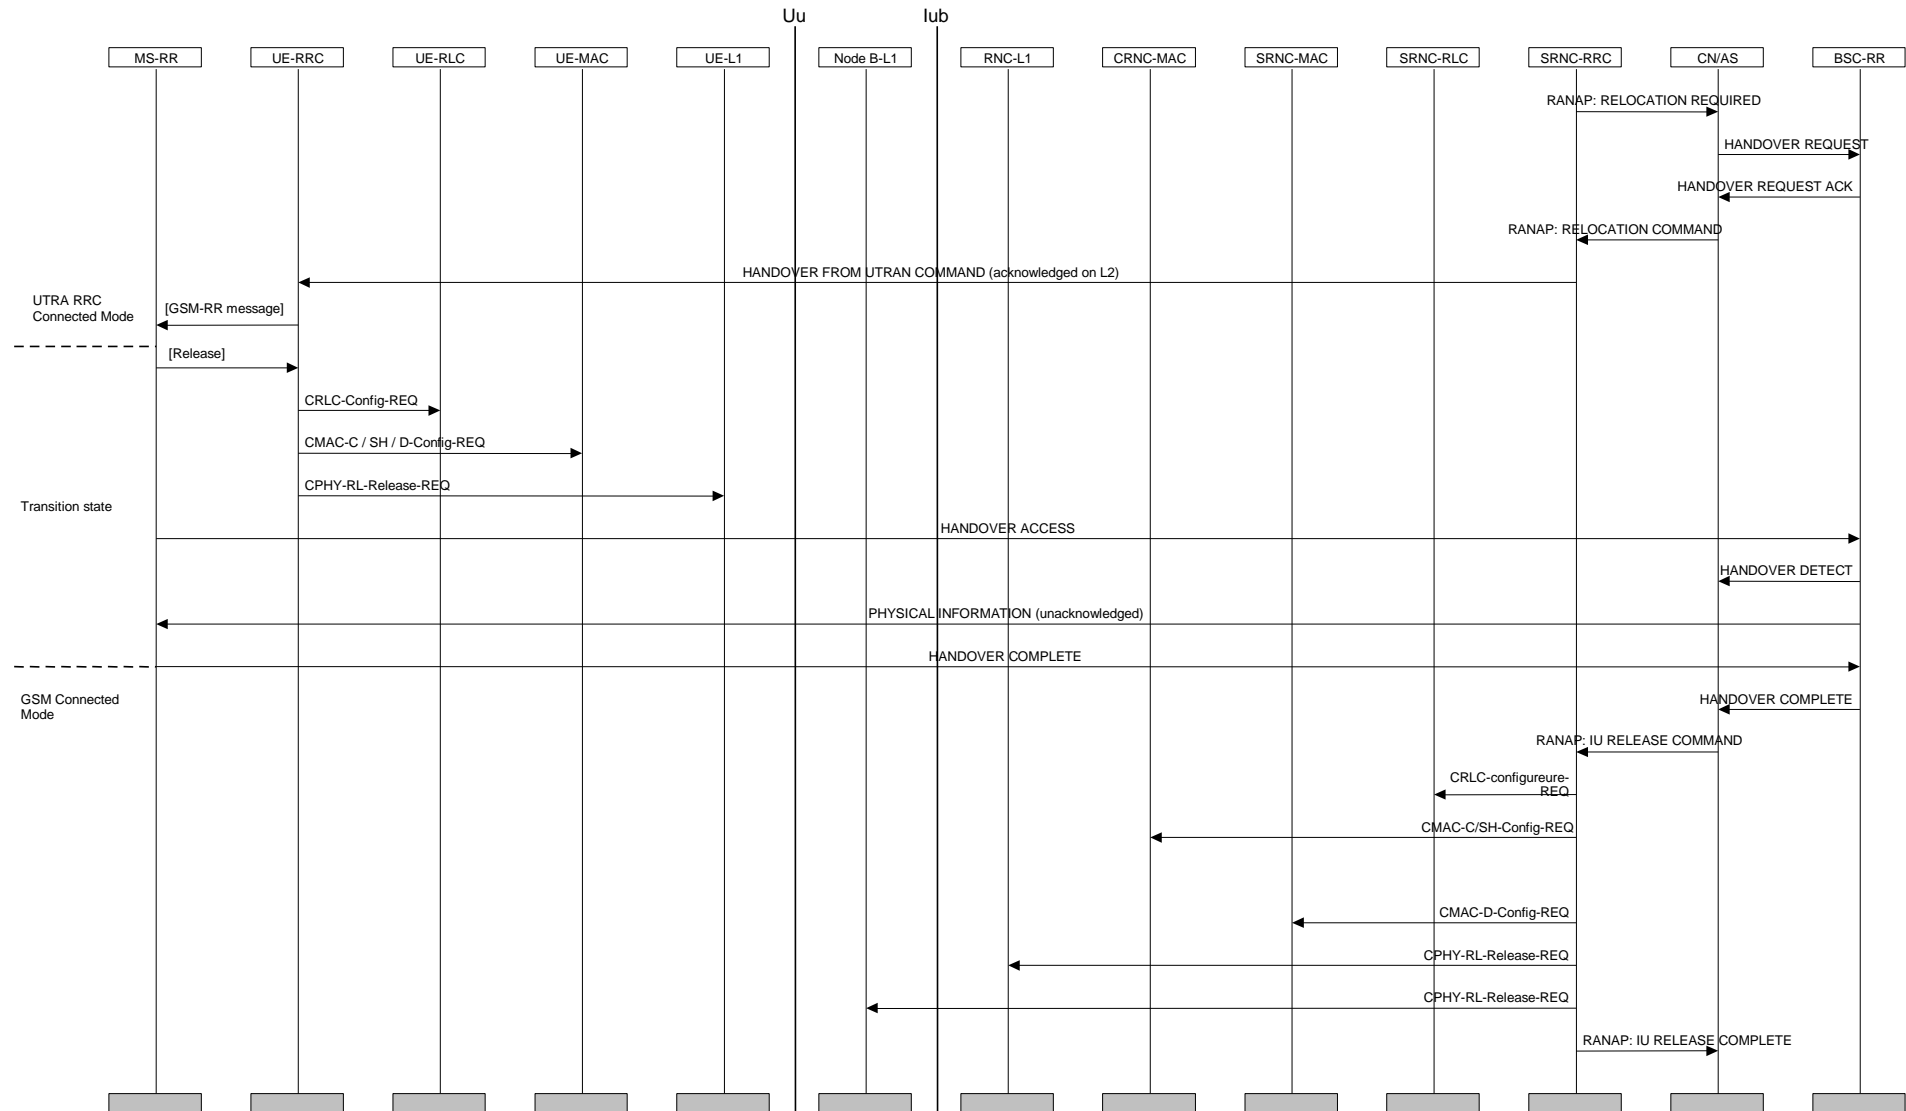 Uu
Iub
MS-RR
UE-RRC
UE-RLC
UE-MAC
UE-L1
Node B-L1
RNC-L1
CRNC-MAC
SRNC-MAC
SRNC-RLC
SRNC-RRC
CN/AS
BSC-RR
RANAP: RELOCATION REQUIRED
HANDOVER REQUEST
HANDOVER REQUEST ACK
RANAP: RELOCATION COMMAND
HANDOVER FROM UTRAN COMMAND (acknowledged on L2)
UTRA RRC
Connected Mode
[GSM-RR message]
[Release]
CRLC-Config-REQ
CMAC-C / SH / D-Config-REQ
CPHY-RL-Release-REQ
Transition state
HANDOVER ACCESS
HANDOVER DETECT
PHYSICAL INFORMATION (unacknowledged)
HANDOVER COMPLETE
GSM Connected
Mode
HANDOVER COMPLETE
RANAP: IU RELEASE COMMAND
CRLC-configureure-
REQ
CMAC-C/SH-Config-REQ
CMAC-D-Config-REQ
CPHY-RL-Release-REQ
CPHY-RL-Release-REQ
RANAP: IU RELEASE COMPLETE